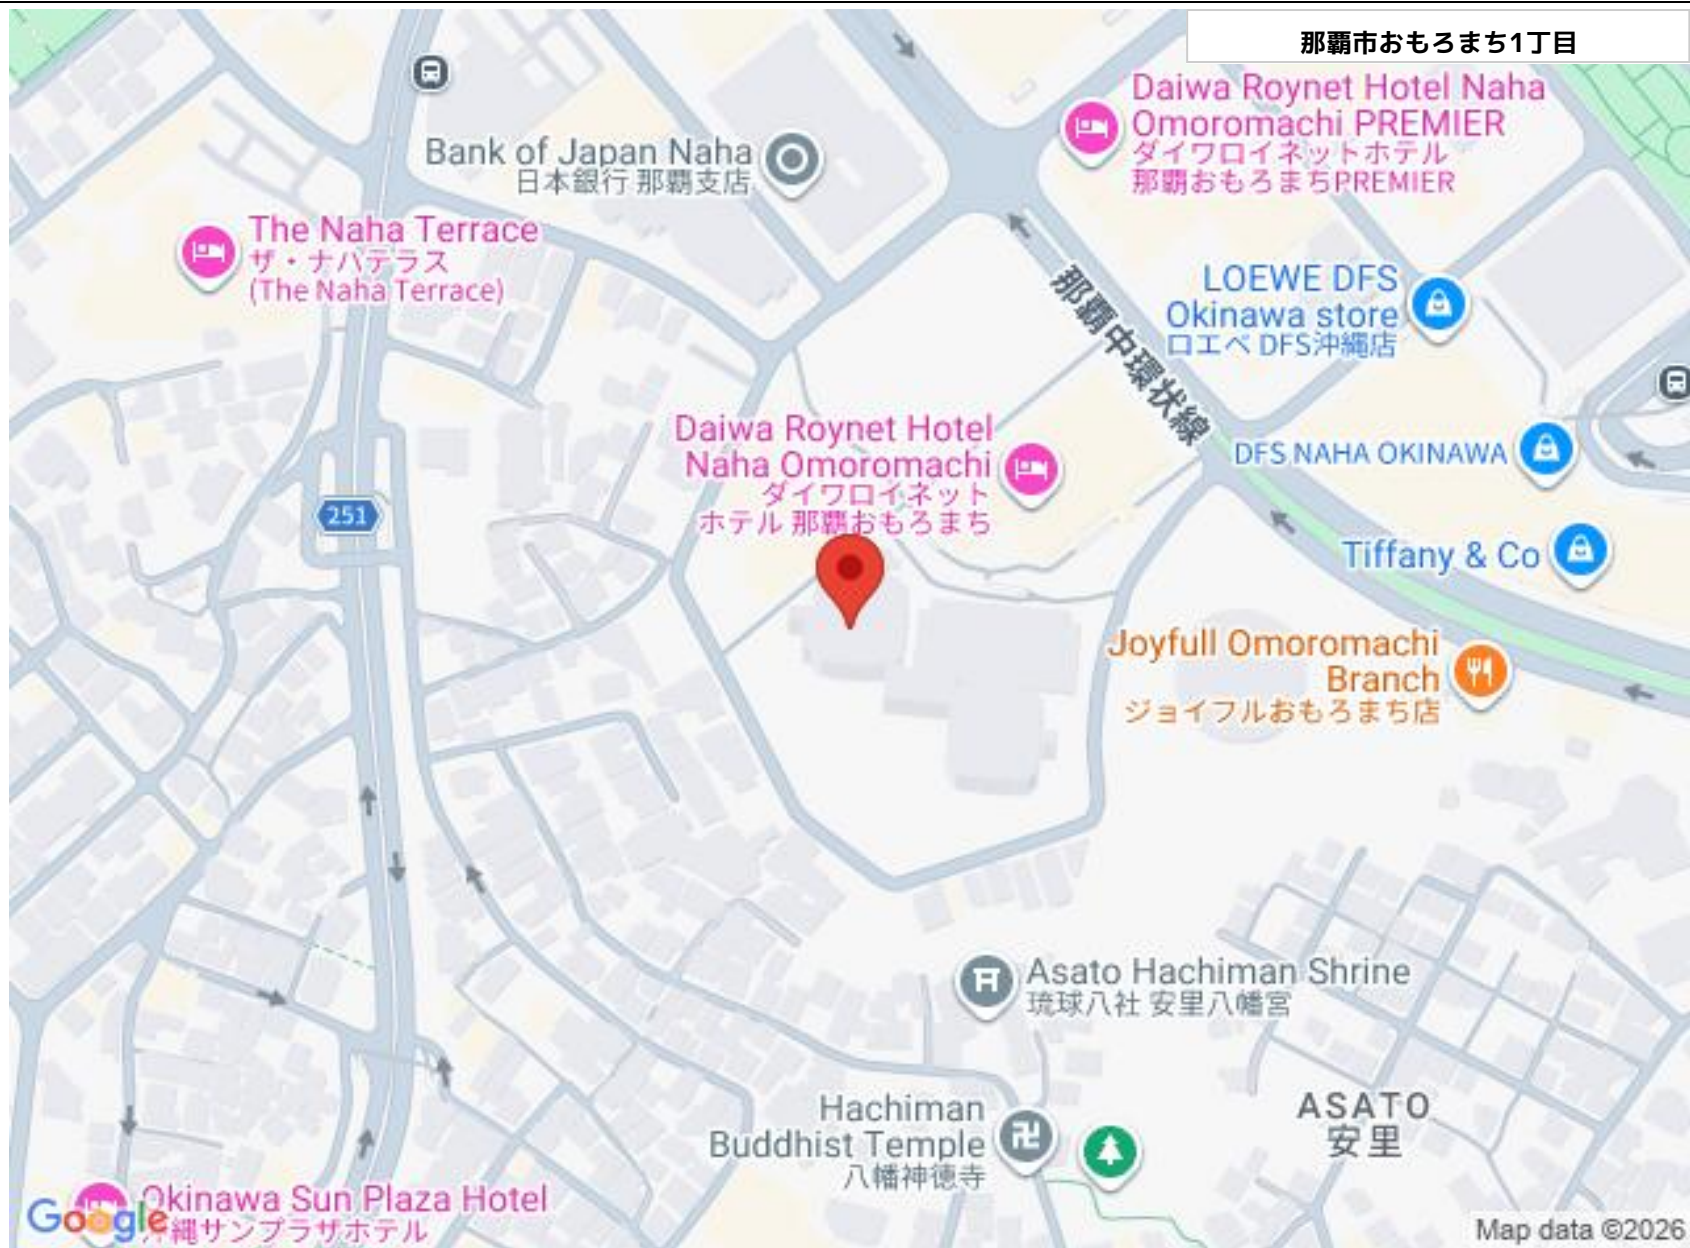 那覇市おもろまち1丁目
Daiwa Roynet Hotel Naha
Omoromachi PREMIER
ダイワロイネットホテル
那覇おもろまちPREMIER
Bank of Japan Naha
日本銀行 那覇支店
The Naha Terrace
ザ・ナハテラス
(The Naha Terrace)
那覇中環状線
LOEWE DFS
Okinawa store
ロエベ DFS沖縄店
Daiwa Roynet Hotel
Naha Omoromachi
ダイワロイネット
ホテル 那覇おもろまち
DFS NAHA OKINAWA
251
Tiffany & Co
Joyfull Omoromachi
Branch
ジョイフルおもろまち店
Asato Hachiman Shrine
琉球八社 安里八幡宮
Hachiman
Buddhist Temple
八幡神徳寺
ASATO
安里
Okinawa Sun Plaza Hotel
沖縄サンプラザホテル
Google
Map data ©2026